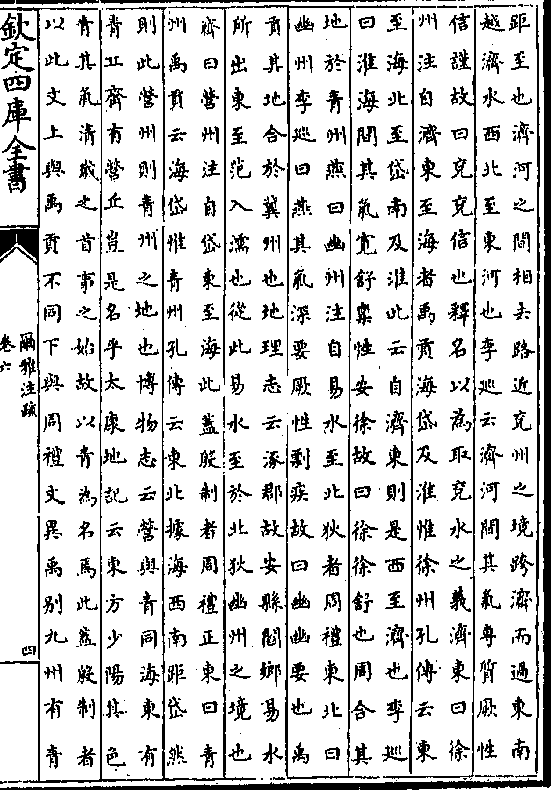 距至也濟河之間相去路近兗州之境跨濟而過東南
越濟水西北至東河也李巡云濟河間其氣專質厥性
信謹故曰兗兗信也釋名以為取兗水之義濟東曰徐
州注自濟東至海者禹貢海岱及淮惟徐州孔傳云東
至海北至岱南及淮此云自濟東則是西至濟也李巡
曰淮海間其氣寬舒稟性安徐故曰徐徐舒也周合其
地於青州燕曰幽州注自易水至北狄者周禮東北曰
幽州李巡曰燕其氣深要厥性剽疾故曰幽幽要也禹
貢其地合於冀州也地理志云涿郡故安縣閻鄉易水
所出東至范入濡也從此易水至於北狄幽州之境也
齊曰營州注自岱東至海此蓋殷制者周禮正東曰青
州禹貢云海岱惟青州孔傳云東北據海西南距岱然
則此營州則青州之地也博物志云營與青同海東有
青丘齊有營丘豈是名乎太康地記云東方少陽其色
青其氣清歲之首事之始故以青為名焉此蓋殷制者
以此文上與禹貢不同下與周禮文異禹別九州有青
欽定四庫全書
爾雅注疏
卷六
四